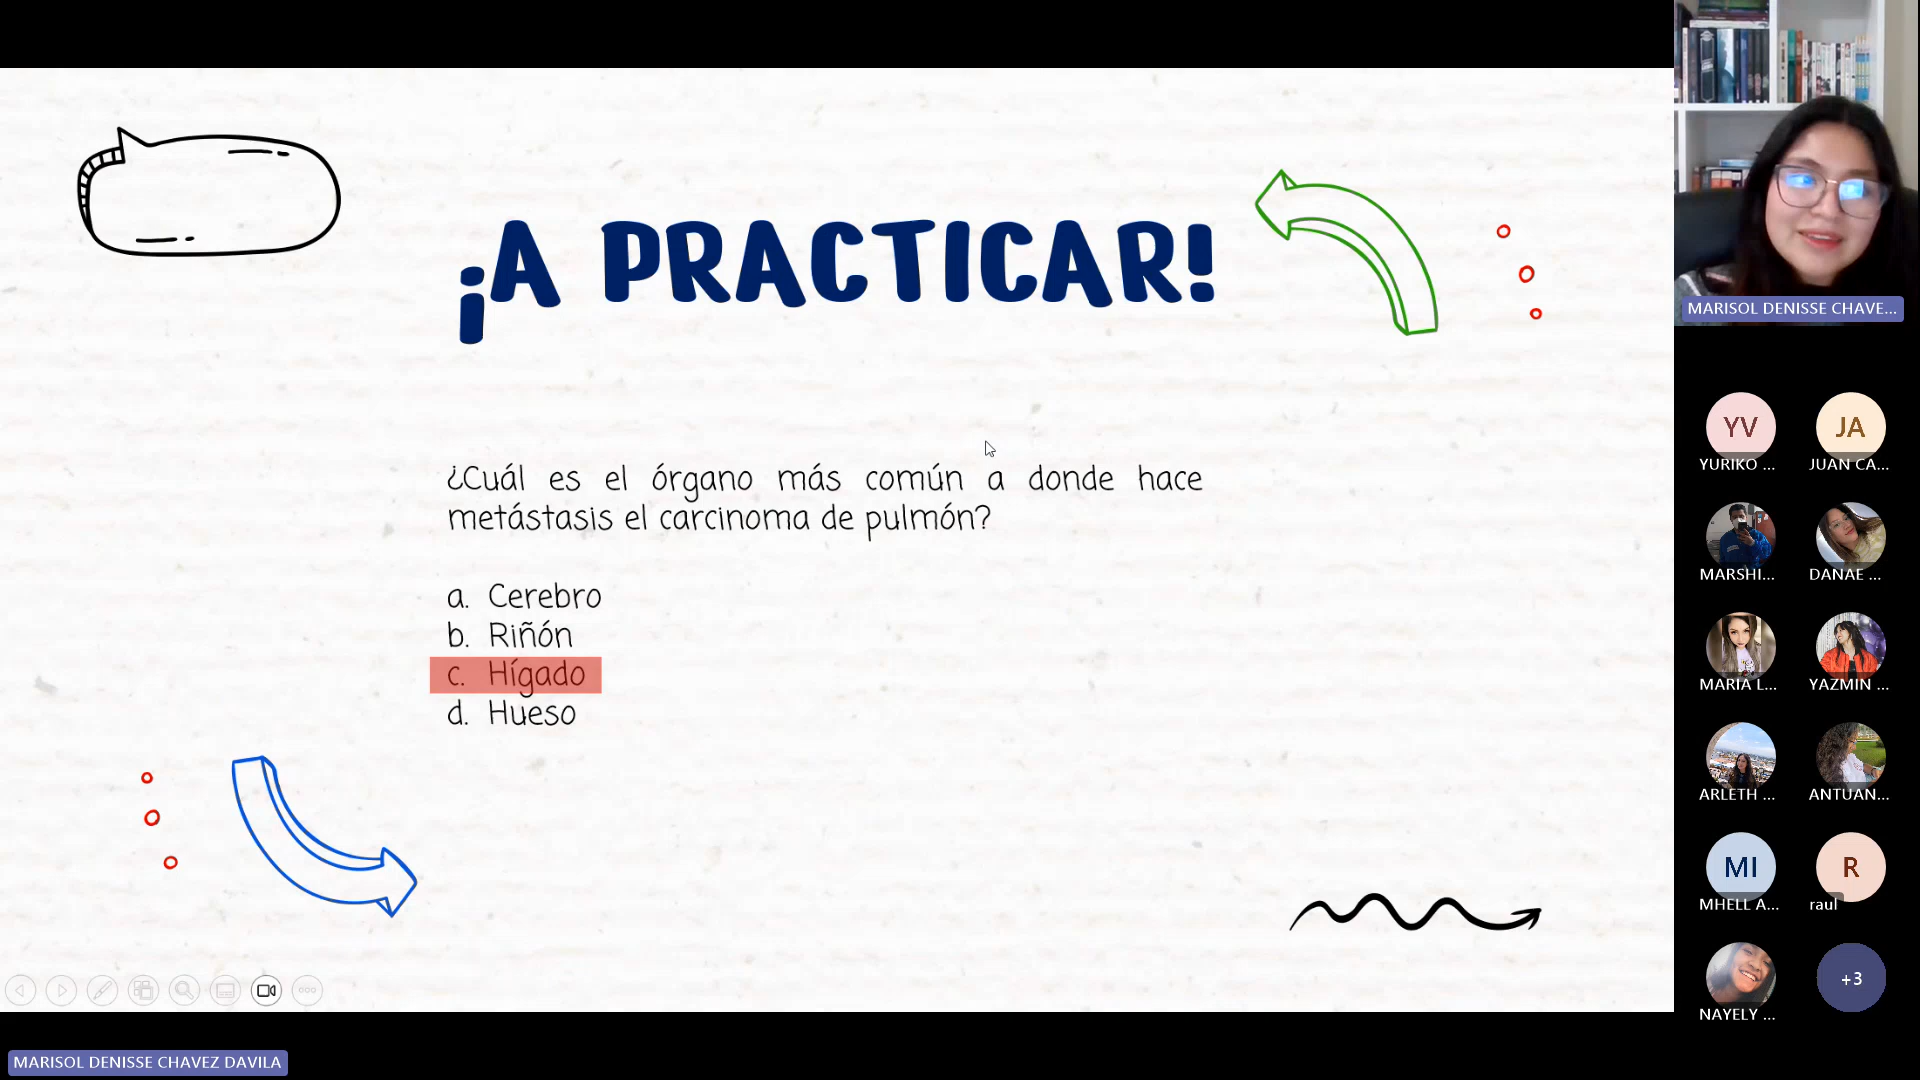 ¡A PRACTICAR!
¿Cuál es el órgano más común a donde hace
metástasis el carcinoma de pulmón?
a. Cerebro
b. Riñón
c. Hígado
d. Hueso
MARISOL DENISSE CHAVE...
YV
JA
YURIKO ...
JUAN CA...
MARSHI...
DANAE ...
MARIA L...
YAZMIN ...
ARLETH ...
ANTUAN...
MI
R
MHELL A...
raul
+3
NAYELY ...
MARISOL DENISSE CHAVEZ DAVILA